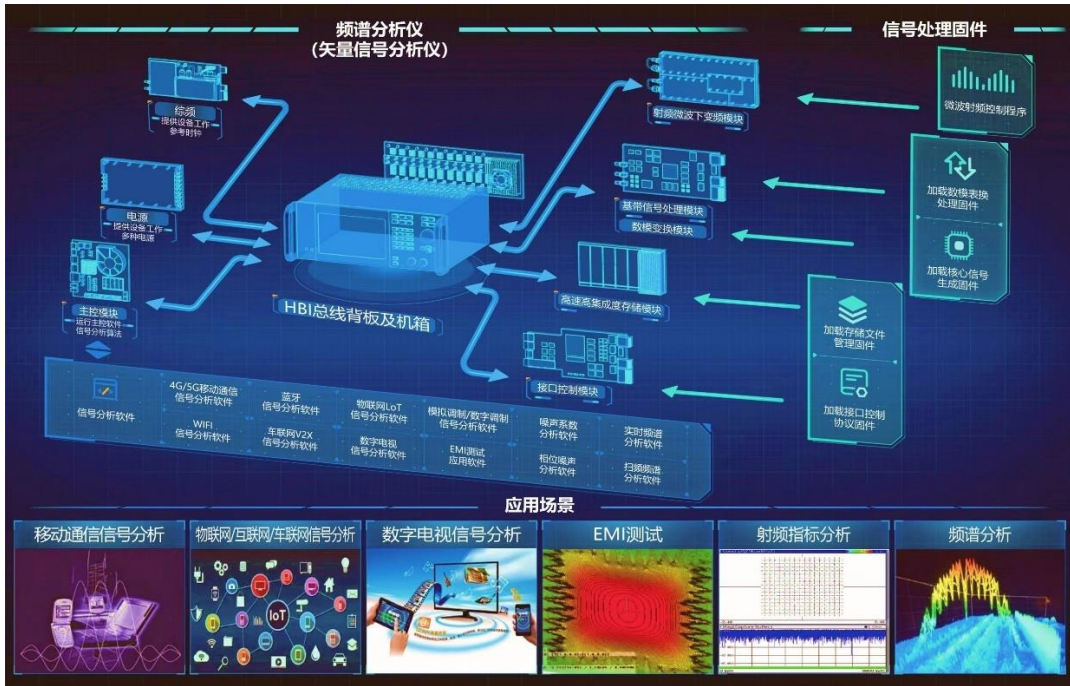 频谱分析仪
(矢量信号分析仪)
信号处理固件
综频
提供设备工作
参考时钟
电源
提供设备工作
多种电源
主控模块
运行主控软件
信号分析算法
HBI总线背板及机箱
射频微波下变频模块
基带信号处理模块
数模变换模块
高速高集成度存储模块
接口控制模块
微波射频控制程序
加载数模表换
处理固件
加载核心信号
生成固件
加载存储文件
管理固件
加载接口控制
协议固件
信号分析软件
4G/5G移动通信
信号分析软件
蓝牙
信号分析软件
物联网LoT
信号分析软件
模拟调制/数字调制
信号分析软件
噪声系数
分析软件
实时频谱
分析软件
WIFI
信号分析软件
车联网V2X
信号分析软件
数字电视
信号分析软件
EMI测试
应用软件
相位噪声
分析软件
扫频频谱
分析软件
应用场景
移动通信信号分析
物联网/互联网/车联网信号分析
数字电视信号分析
EMI测试
射频指标分析
频谱分析
IoT